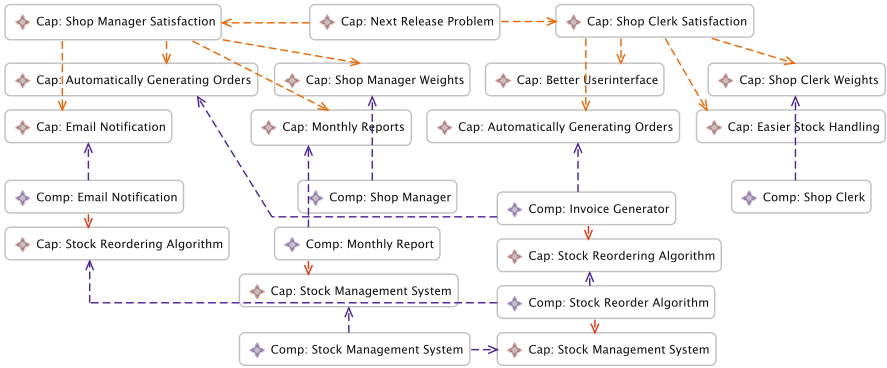 Cap: Shop Manager Satisfaction
Cap: Next Release Problem
Cap: Shop Clerk Satisfaction
Cap: Automatically Generating Orders
Cap: Shop Manager Weights
Cap: Better Userinterface
Cap: Shop Clerk Weights
Cap: Email Notification
Cap: Monthly Reports
Cap: Automatically Generating Orders
Cap: Easier Stock Handling
Comp: Email Notification
Comp: Shop Manager
Comp: Invoice Generator
Comp: Shop Clerk
Cap: Stock Reordering Algorithm
Comp: Monthly Report
Cap: Stock Reordering Algorithm
Cap: Stock Management System
Comp: Stock Reorder Algorithm
Comp: Stock Management System
Cap: Stock Management System